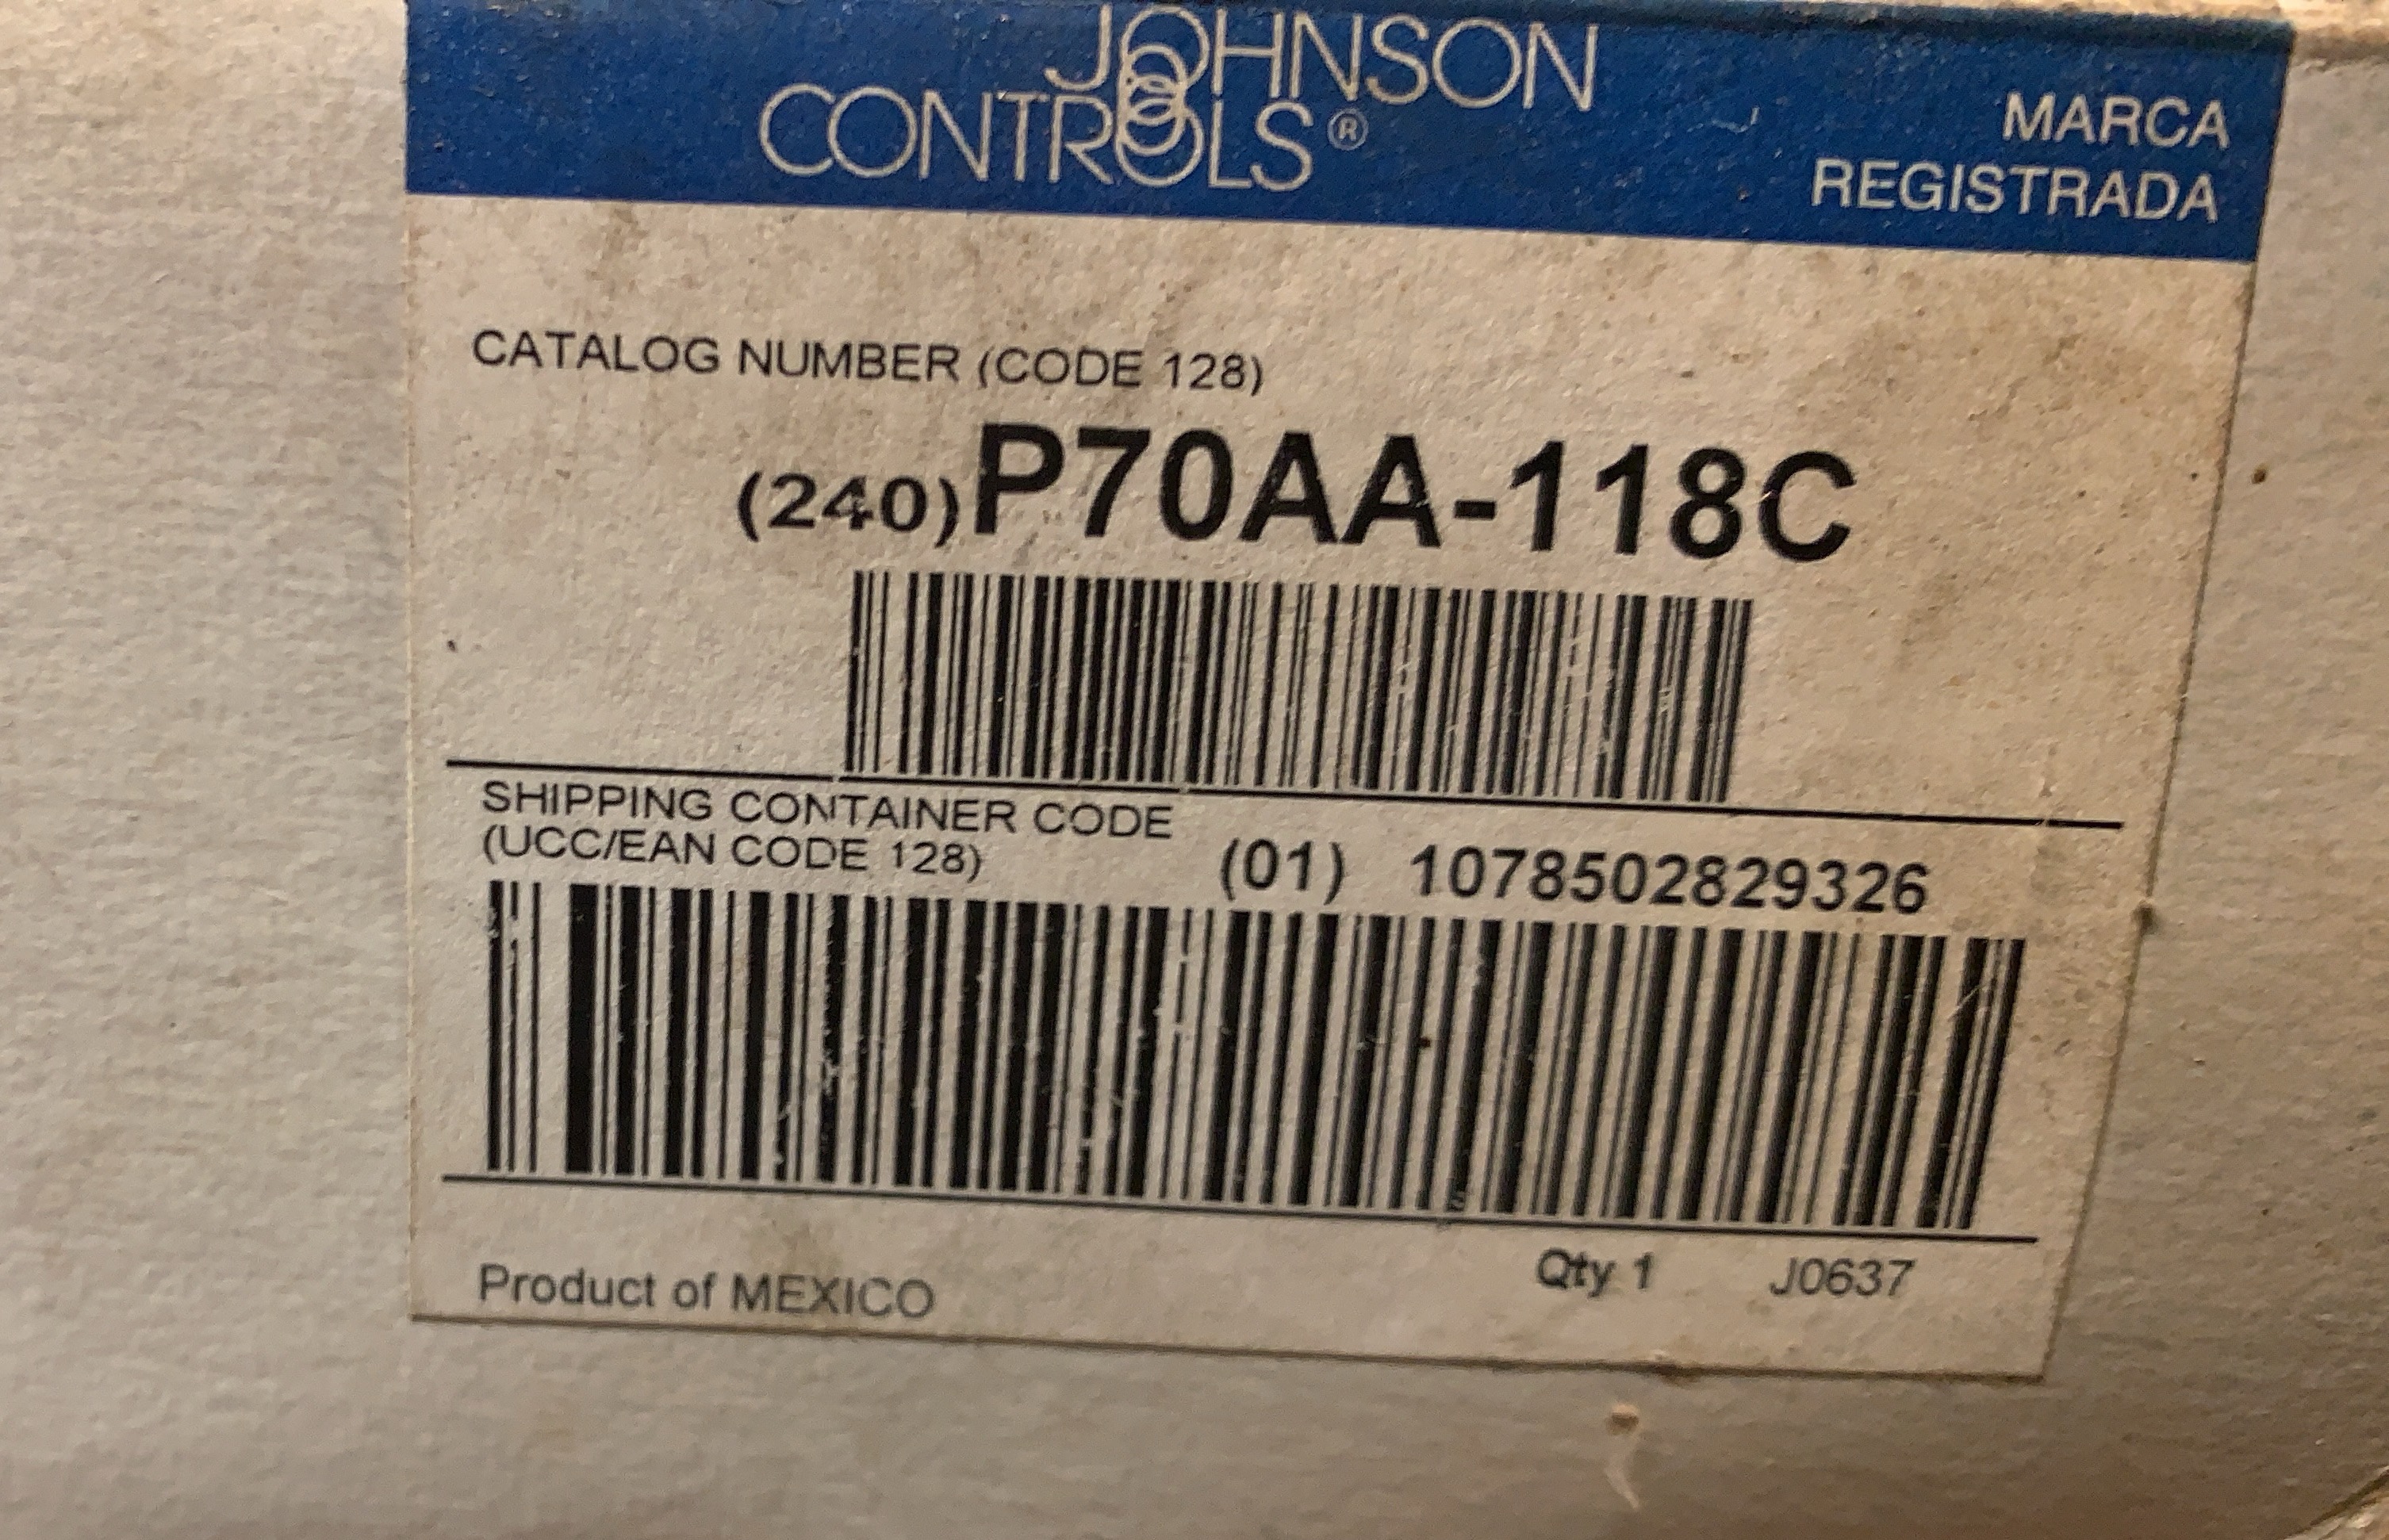 JOHNSON
CONTROLS®
MARCA
REGISTRADA
CATALOG NUMBER (CODE 128)
(240)P70AA-118C
SHIPPING CONTAINER CODE
(UCC/EAN CODE 128)
(01) 1078502829326
Product of MEXICO
Qty 1
J0637